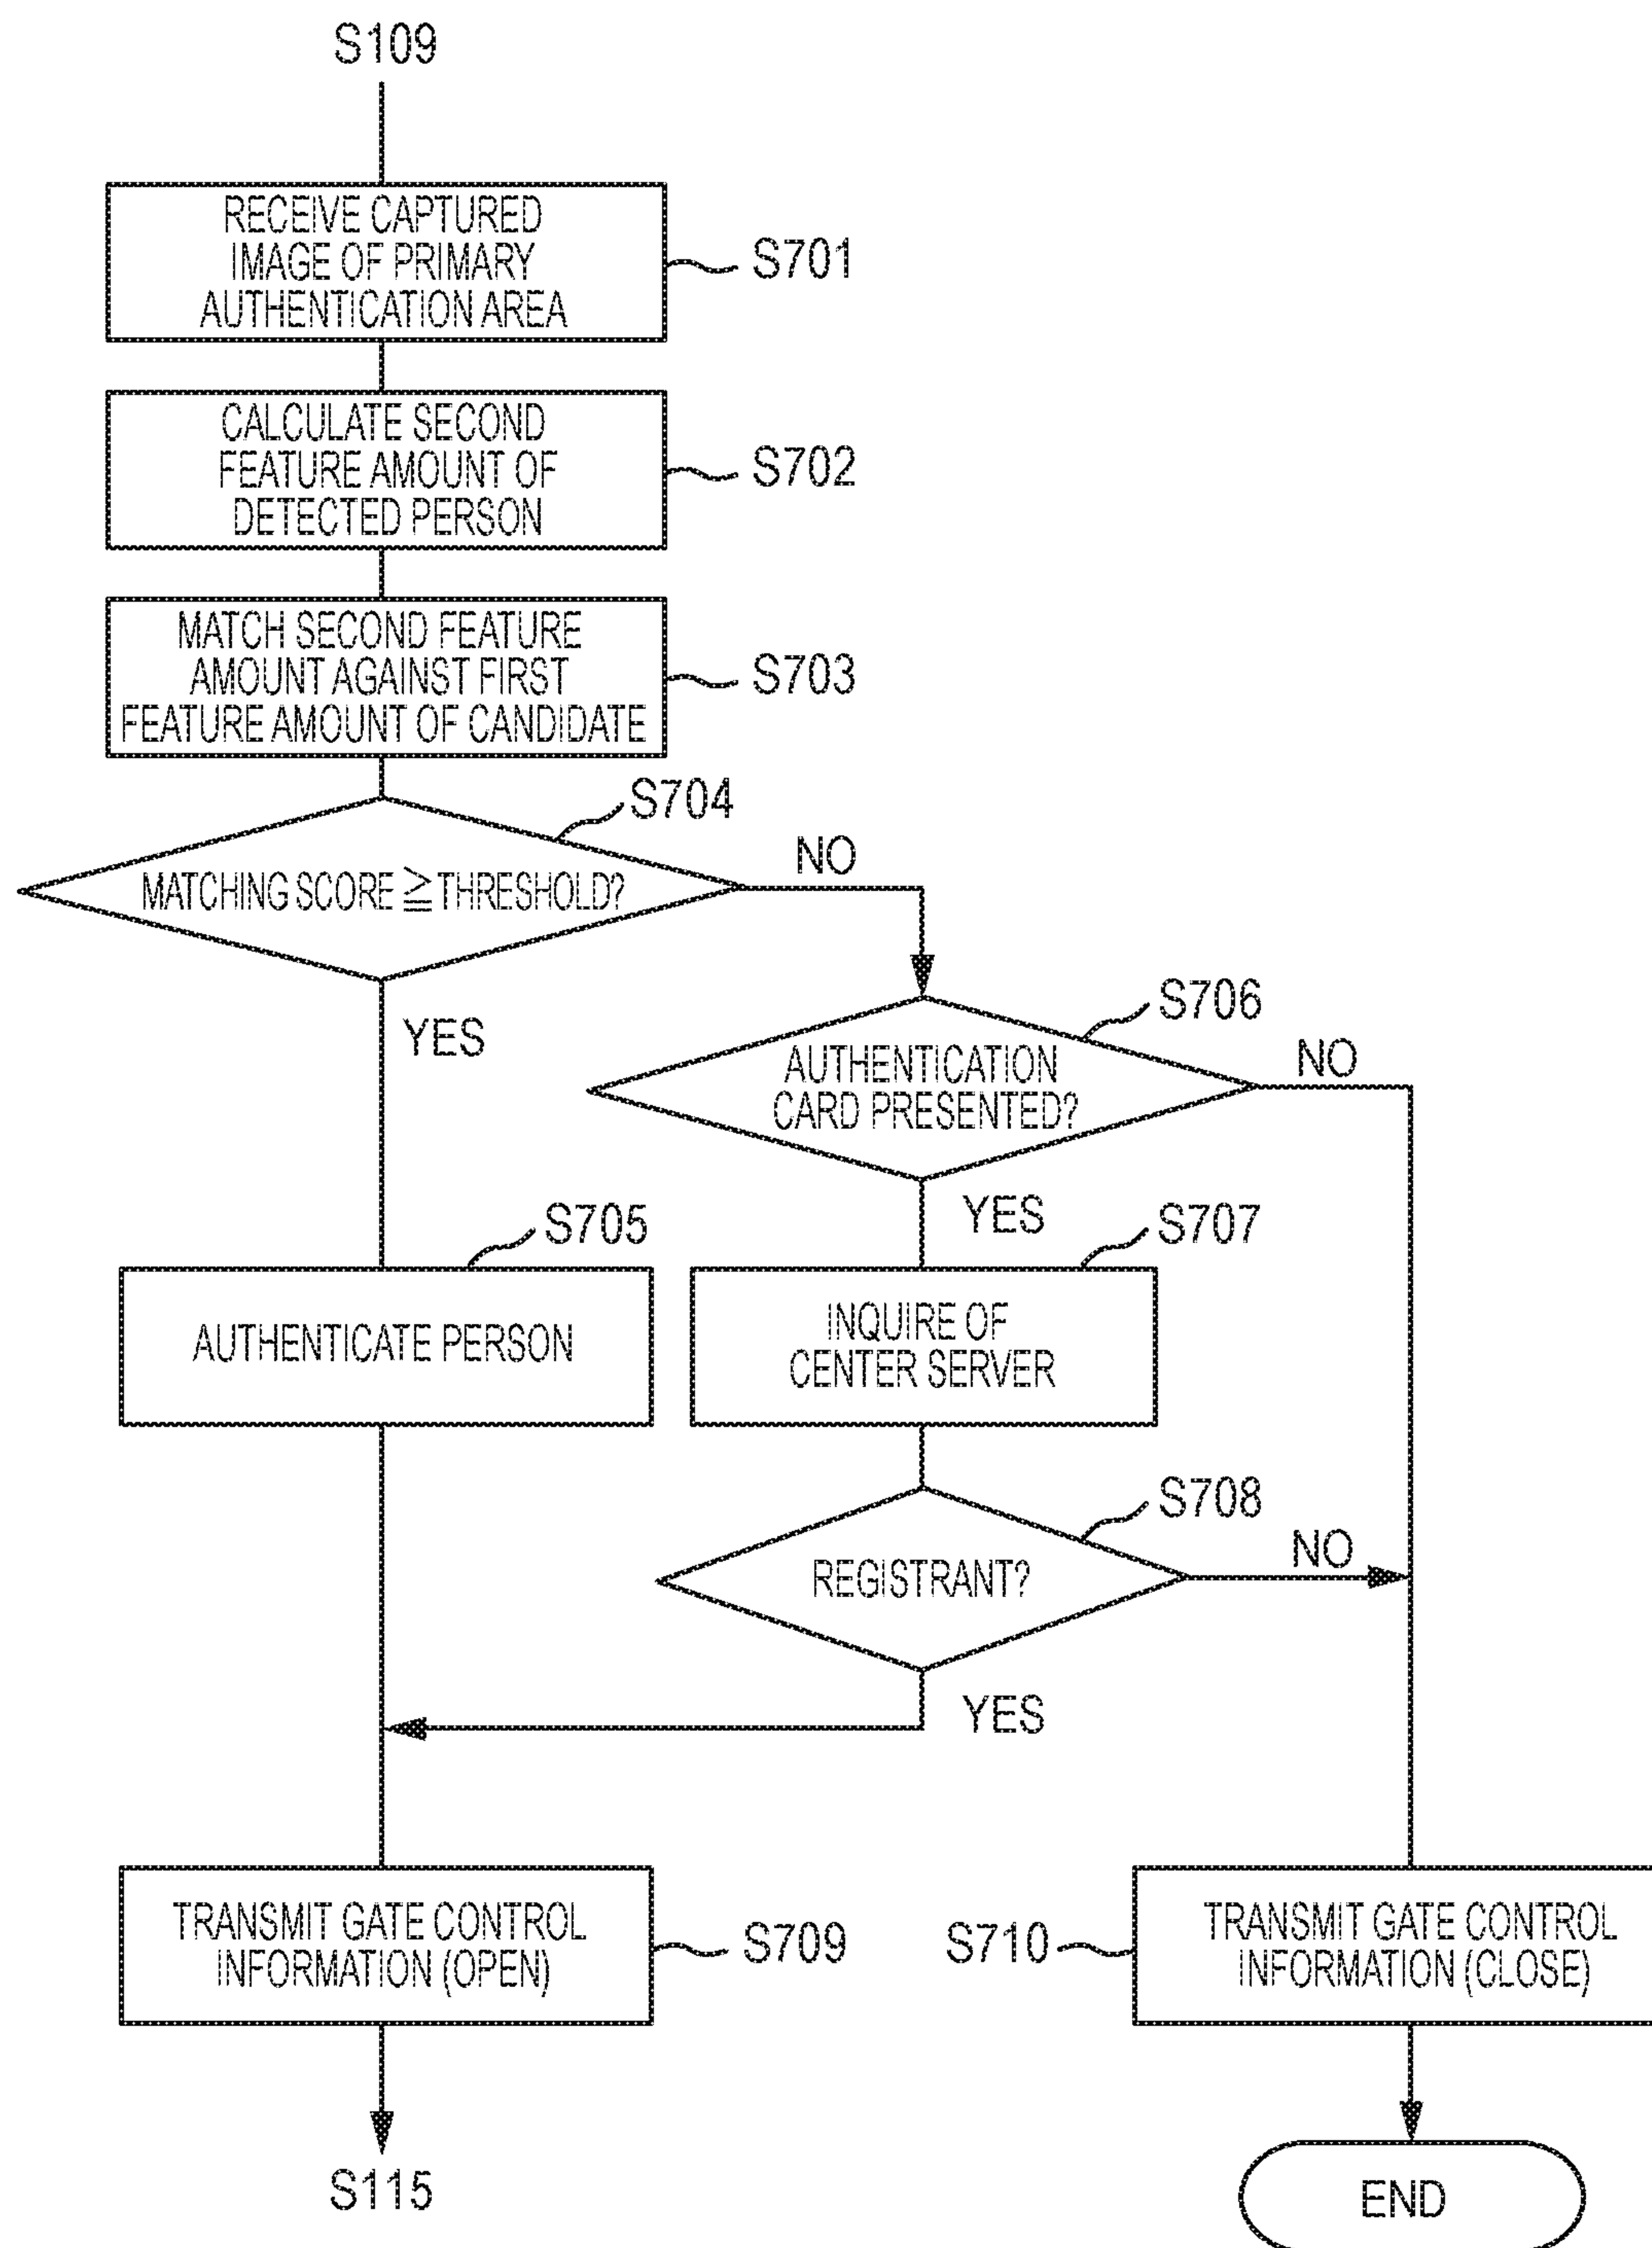 S109
RECEIVE CAPTURED
IMAGE OF PRIMARY
AUTHENTICATION AREA
S701
CALCULATE SECOND
FEATURE AMOUNT OF
DETECTED PERSON
S702
MATCH SECOND FEATURE
AMOUNT AGAINST FIRST
FEATURE AMOUNT OF CANDIDATE
S703
S704
MATCHING SCORE ≧ THRESHOLD?
NO
YES
S706
AUTHENTICATION
CARD PRESENTED?
NO
YES
S705
AUTHENTICATE PERSON
S707
INQUIRE OF
CENTER SERVER
S708
REGISTRANT?
NO
YES
TRANSMIT GATE CONTROL
INFORMATION (OPEN)
S709
S710
TRANSMIT GATE CONTROL
INFORMATION (CLOSE)
S115
END